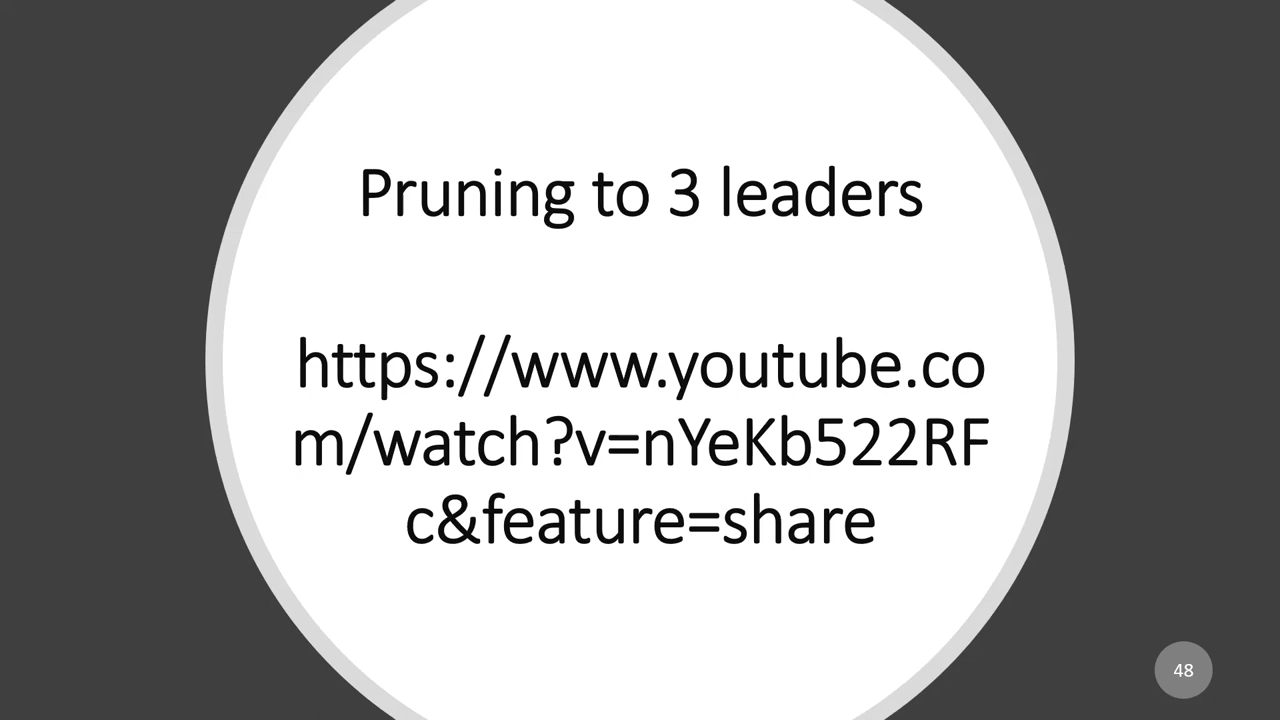 Pruning to 3 leaders
https://www.youtube.co
m/watch?v=nYeKb522RF
c&feature=share
48